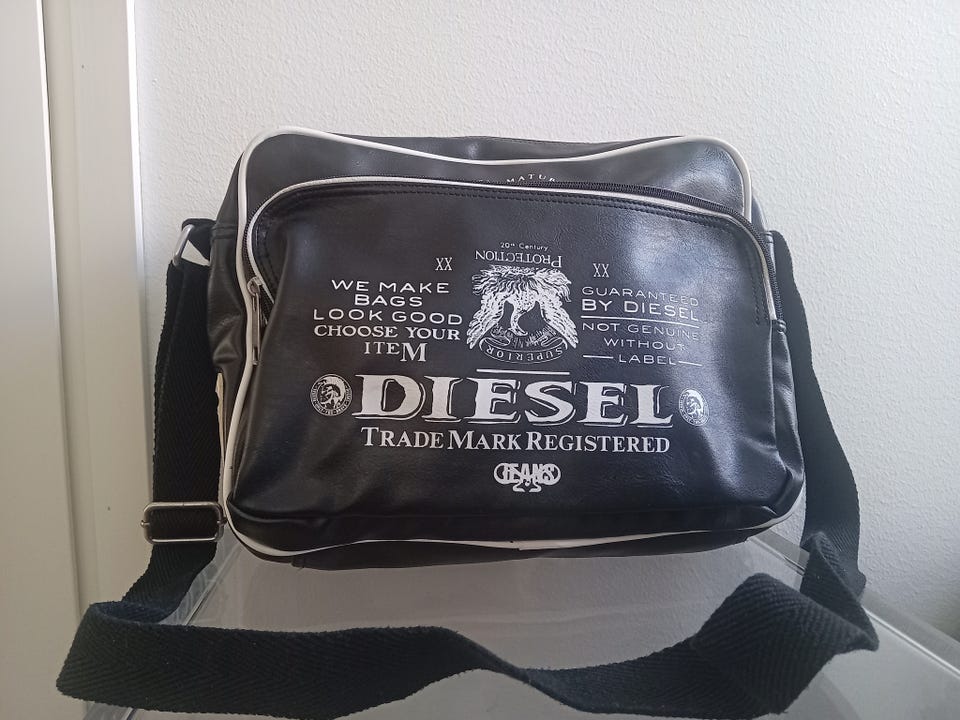 MATUR
20th Century
PROTECTION
XX
XX
WE MAKE
BAGS
LOOK GOOD
CHOOSE YOUR
ITEM
GUARANTEED
BY DIESEL
NOT GENUINE
WITHOUT
LABEL
SUPERIOR
DIESEL
TRADE MARK REGISTERED
JEANS